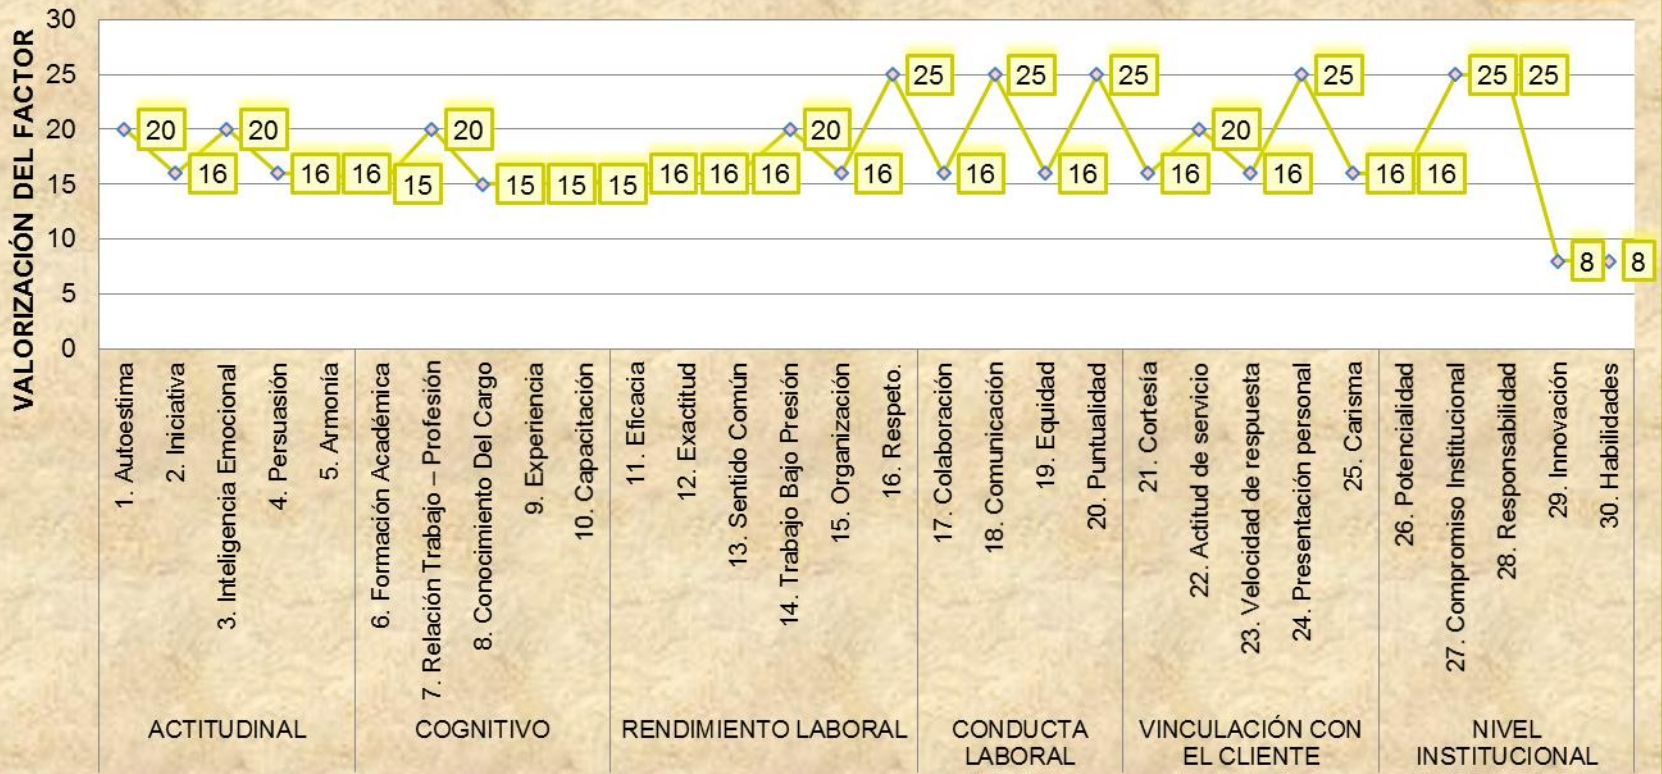 VALORIZACIÓN DEL FACTOR
30
25
20
15
10
5
0
20
16
20
16
16
15
20
15
15
15
16
16
16
20
16
25
16
25
16
25
16
20
16
25
16
16
25
25
8
8
1. Autoestima
2. Iniciativa
3. Inteligencia Emocional
4. Persuasión
5. Armonía
6. Formación Académica
7. Relación Trabajo – Profesión
8. Conocimiento Del Cargo
9. Experiencia
10. Capacitación
11. Eficacia
12. Exactitud
13. Sentido Común
14. Trabajo Bajo Presión
15. Organización
16. Respeto.
17. Colaboración
18. Comunicación
19. Equidad
20. Puntualidad
21. Cortesía
22. Actitud de servicio
23. Velocidad de respuesta
24. Presentación personal
25. Carisma
26. Potencialidad
27. Compromiso Institucional
28. Responsabilidad
29. Innovación
30. Habilidades
ACTITUDINAL
COGNITIVO
RENDIMIENTO LABORAL
CONDUCTA
LABORAL
VINCULACIÓN CON
EL CLIENTE
NIVEL
INSTITUCIONAL